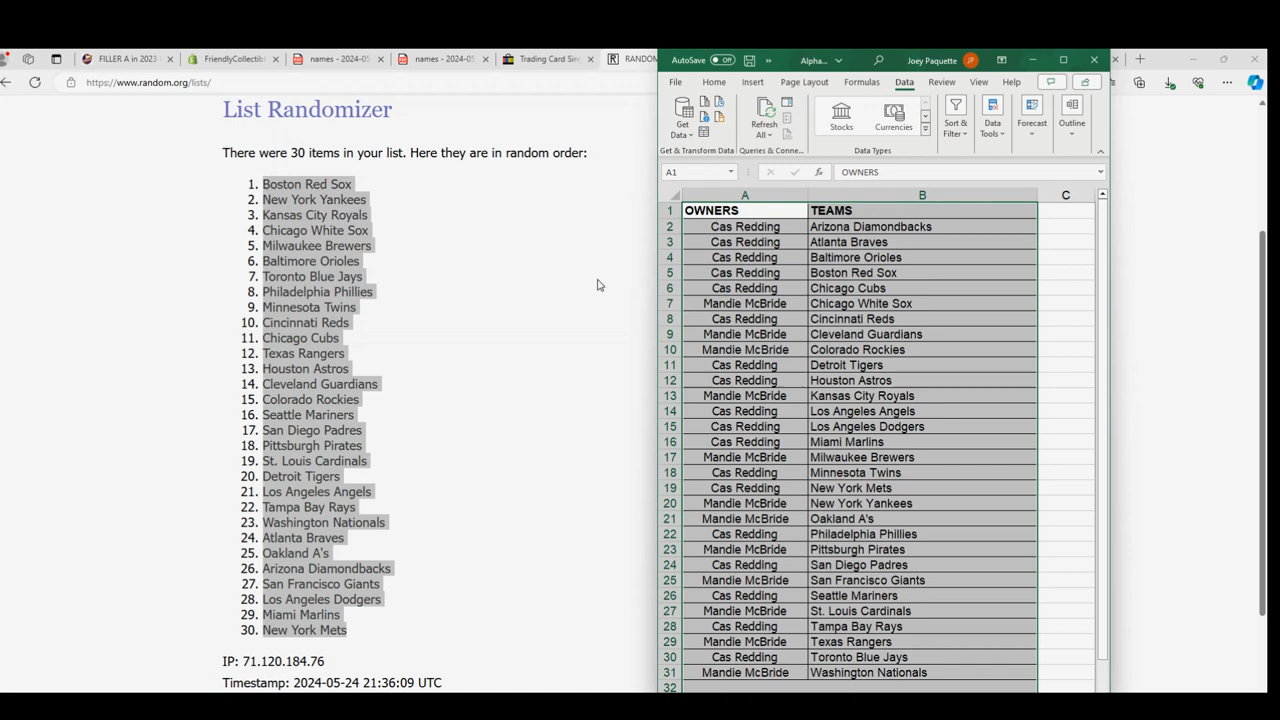 FILLER A in 2023
FriendlyCollectibl
names - 2024-05
names - 2024-05
Trading Card Sin
RANDOM
AutoSave Off
Alpha...
Joey Paquette
JP
https://www.random.org/lists/
File Home Insert Page Layout Formulas Data Review View Help
Get Data
Refresh All
Stocks
Currencies
Sort & Filter
Data Tools
Forecast
Outline
Get & Transform Data
Queries & Conne...
Data Types
A1
fx
OWNERS
List Randomizer
There were 30 items in your list. Here they are in random order:
1. Boston Red Sox
2. New York Yankees
3. Kansas City Royals
4. Chicago White Sox
5. Milwaukee Brewers
6. Baltimore Orioles
7. Toronto Blue Jays
8. Philadelphia Phillies
9. Minnesota Twins
10. Cincinnati Reds
11. Chicago Cubs
12. Texas Rangers
13. Houston Astros
14. Cleveland Guardians
15. Colorado Rockies
16. Seattle Mariners
17. San Diego Padres
18. Pittsburgh Pirates
19. St. Louis Cardinals
20. Detroit Tigers
21. Los Angeles Angels
22. Tampa Bay Rays
23. Washington Nationals
24. Atlanta Braves
25. Oakland A's
26. Arizona Diamondbacks
27. San Francisco Giants
28. Los Angeles Dodgers
29. Miami Marlins
30. New York Mets
IP: 71.120.184.76
Timestamp: 2024-05-24 21:36:09 UTC
A B C
1 OWNERS TEAMS
2 Cas Redding Arizona Diamondbacks
3 Cas Redding Atlanta Braves
4 Cas Redding Baltimore Orioles
5 Cas Redding Boston Red Sox
6 Cas Redding Chicago Cubs
7 Mandie McBride Chicago White Sox
8 Cas Redding Cincinnati Reds
9 Mandie McBride Cleveland Guardians
10 Mandie McBride Colorado Rockies
11 Cas Redding Detroit Tigers
12 Cas Redding Houston Astros
13 Mandie McBride Kansas City Royals
14 Cas Redding Los Angeles Angels
15 Cas Redding Los Angeles Dodgers
16 Cas Redding Miami Marlins
17 Mandie McBride Milwaukee Brewers
18 Cas Redding Minnesota Twins
19 Cas Redding New York Mets
20 Mandie McBride New York Yankees
21 Mandie McBride Oakland A's
22 Cas Redding Philadelphia Phillies
23 Mandie McBride Pittsburgh Pirates
24 Cas Redding San Diego Padres
25 Mandie McBride San Francisco Giants
26 Cas Redding Seattle Mariners
27 Mandie McBride St. Louis Cardinals
28 Cas Redding Tampa Bay Rays
29 Mandie McBride Texas Rangers
30 Cas Redding Toronto Blue Jays
31 Mandie McBride Washington Nationals
32